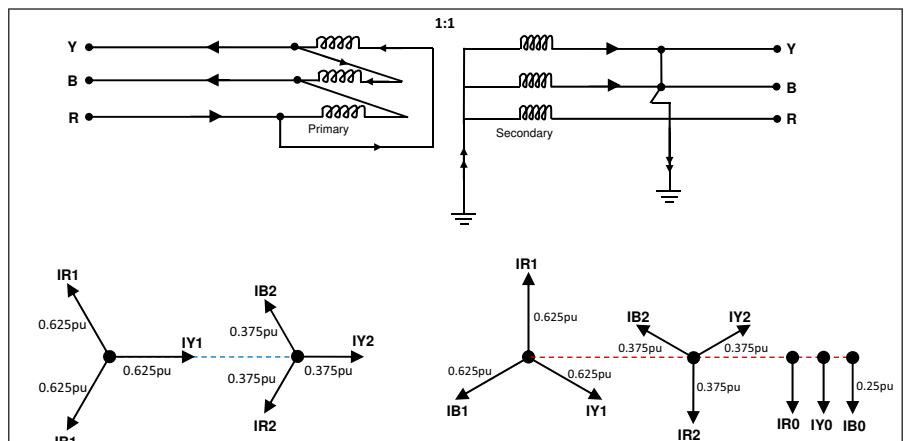 1:1
Y
B
R
Primary
Secondary
Y
B
R
IR1
0.625pu
0.625pu
IB1
IY1
0.625pu
IB2
0.375pu
0.375pu
IR2
IY2
0.375pu
IR1
0.625pu
0.625pu
0.625pu
IB1
IY1
IB2
IY2
0.375pu
0.375pu
0.375pu
IR2
0.25pu
IR0
IY0
IB0